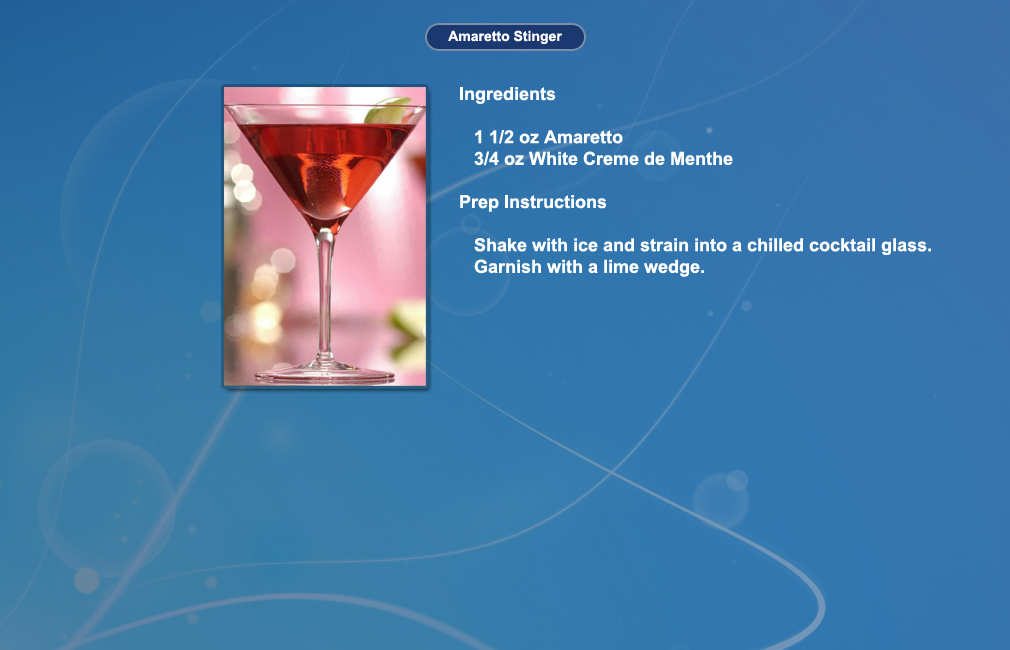 Amaretto Stinger
Ingredients
1 1/2 oz Amaretto
3/4 oz White Creme de Menthe
Prep Instructions
Shake with ice and strain into a chilled cocktail glass.
Garnish with a lime wedge.